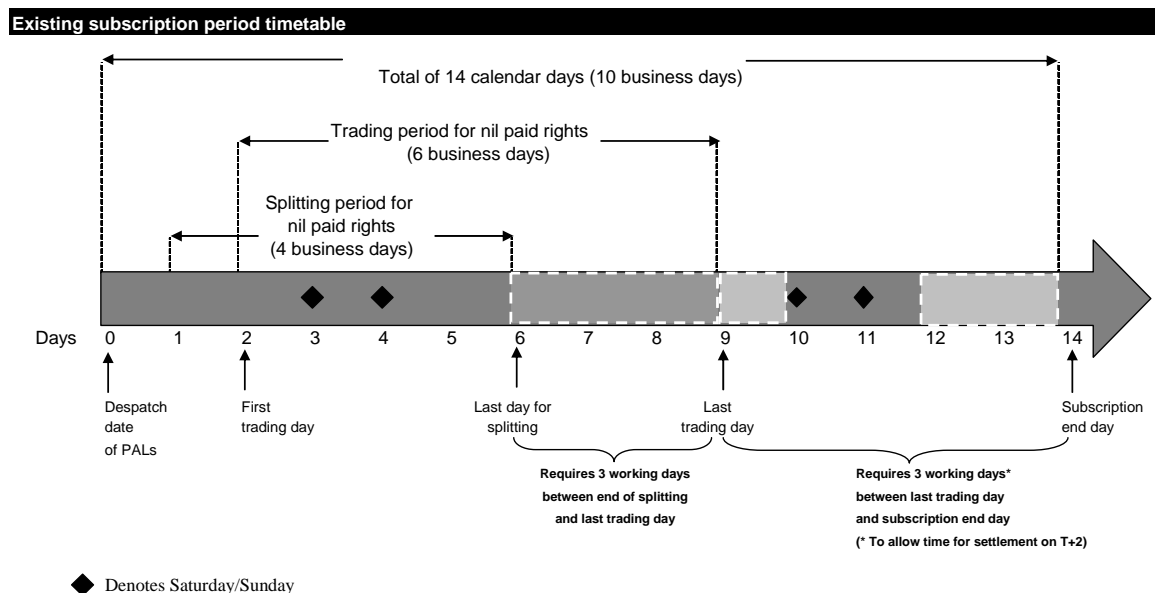 Existing subscription period timetable
Total of 14 calendar days (10 business days)
Trading period for nil paid rights
(6 business days)
Splitting period for
nil paid rights
(4 business days)
Days 0 1 2 3 4 5 6 7 8 9 10 11 12 13 14
Despatch
date
of PALs
First
trading day
Last day for
splitting
Last
trading day
Subscription
end day
Requires 3 working days
between end of splitting
and last trading day
Requires 3 working days*
between last trading day
and subscription end day
(* To allow time for settlement on T+2)
Denotes Saturday/Sunday